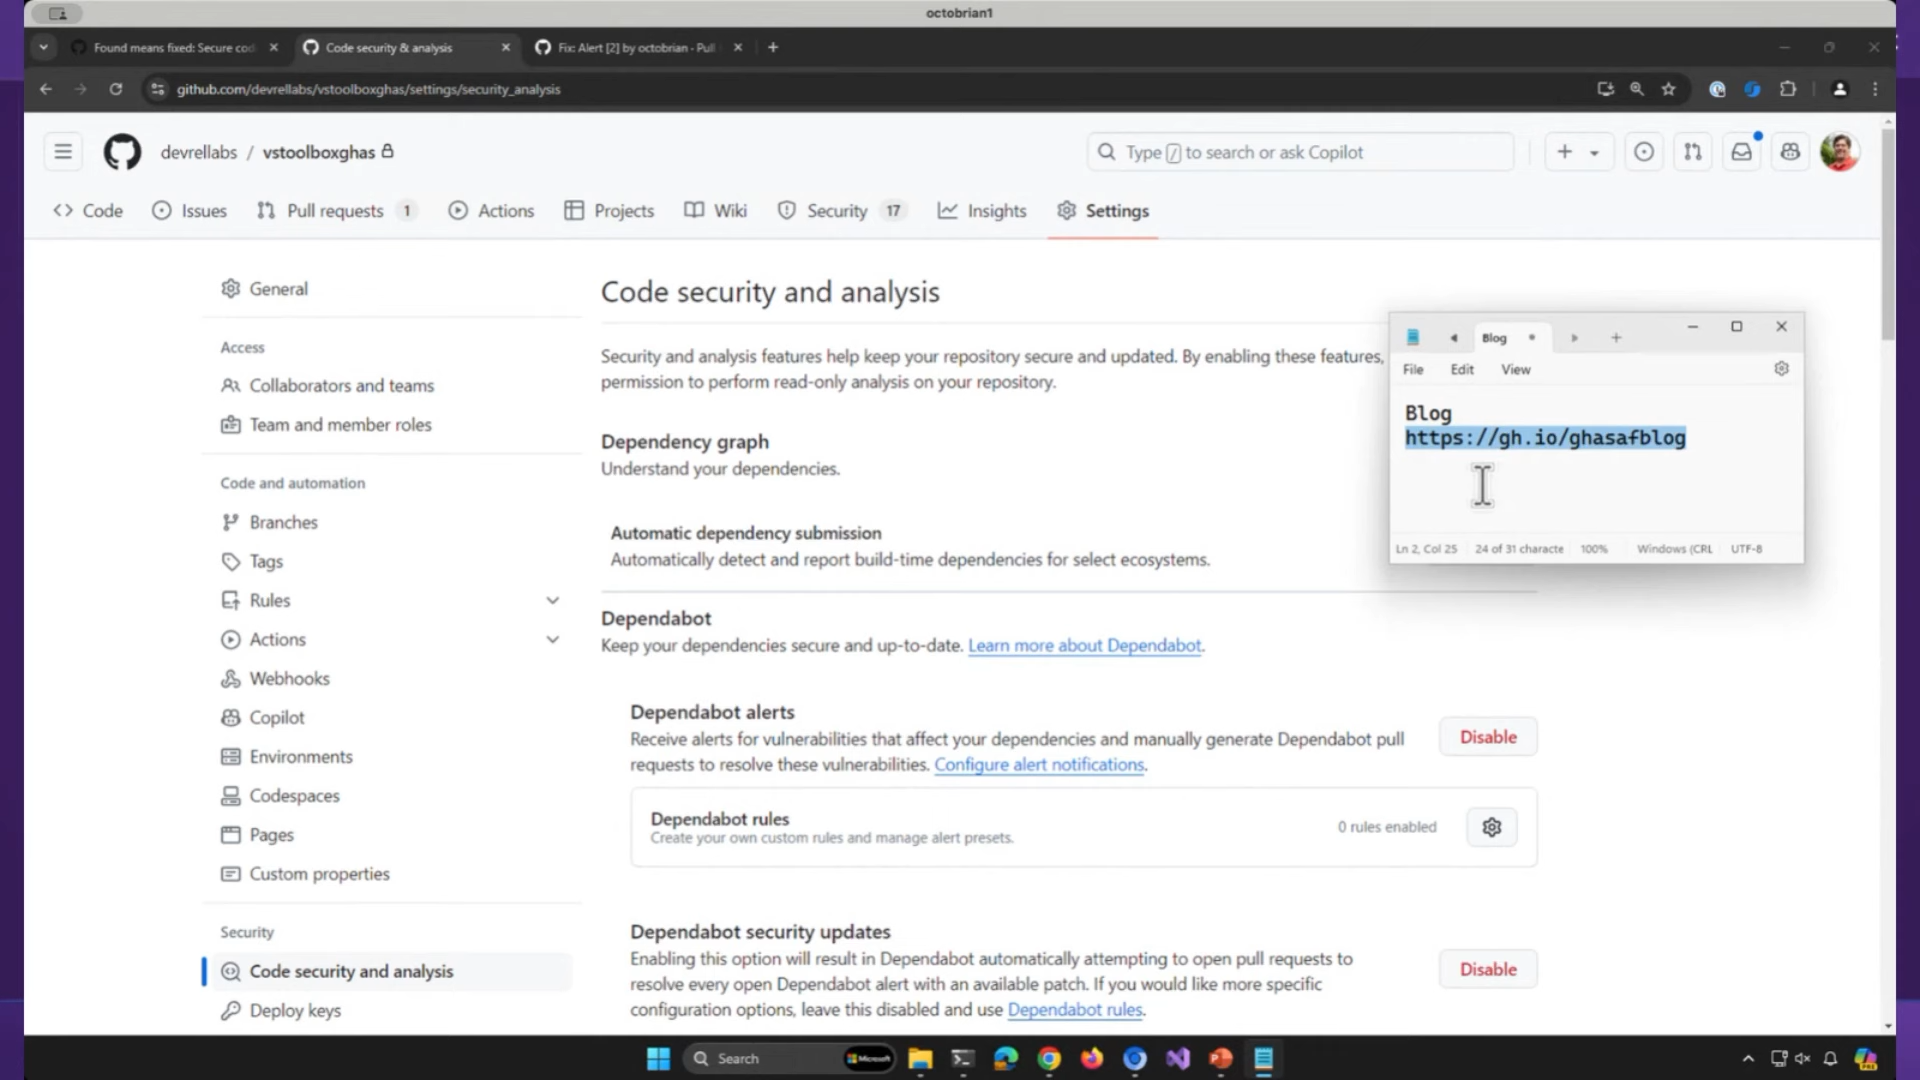 octobrian1
Found means fixed: Secure cod
Code security & analysis
Fix: Alert [2] by octobrian · Pull
github.com/devrellabs/vstoolboxghas/settings/security_analysis
devrellabs / vstoolboxghas
Type / to search or ask Copilot
Code
Issues
Pull requests 1
Actions
Projects
Wiki
Security 17
Insights
Settings
General
Access
Collaborators and teams
Team and member roles
Code and automation
Branches
Tags
Rules
Actions
Webhooks
Copilot
Environments
Codespaces
Pages
Custom properties
Security
Code security and analysis
Deploy keys
Code security and analysis
Security and analysis features help keep your repository secure and updated. By enabling these features,
permission to perform read-only analysis on your repository.
Dependency graph
Understand your dependencies.
Automatic dependency submission
Automatically detect and report build-time dependencies for select ecosystems.
Dependabot
Keep your dependencies secure and up-to-date. Learn more about Dependabot.
Dependabot alerts
Receive alerts for vulnerabilities that affect your dependencies and manually generate Dependabot pull
requests to resolve these vulnerabilities. Configure alert notifications.
Disable
Dependabot rules
Create your own custom rules and manage alert presets.
0 rules enabled
Dependabot security updates
Enabling this option will result in Dependabot automatically attempting to open pull requests to
resolve every open Dependabot alert with an available patch. If you would like more specific
configuration options, leave this disabled and use Dependabot rules.
Disable
Blog
File Edit View
Blog
https://gh.io/ghasafblog
Ln 2, Col 25 24 of 31 characte 100% Windows (CRL UTF-8
Search
Microsoft
PRE